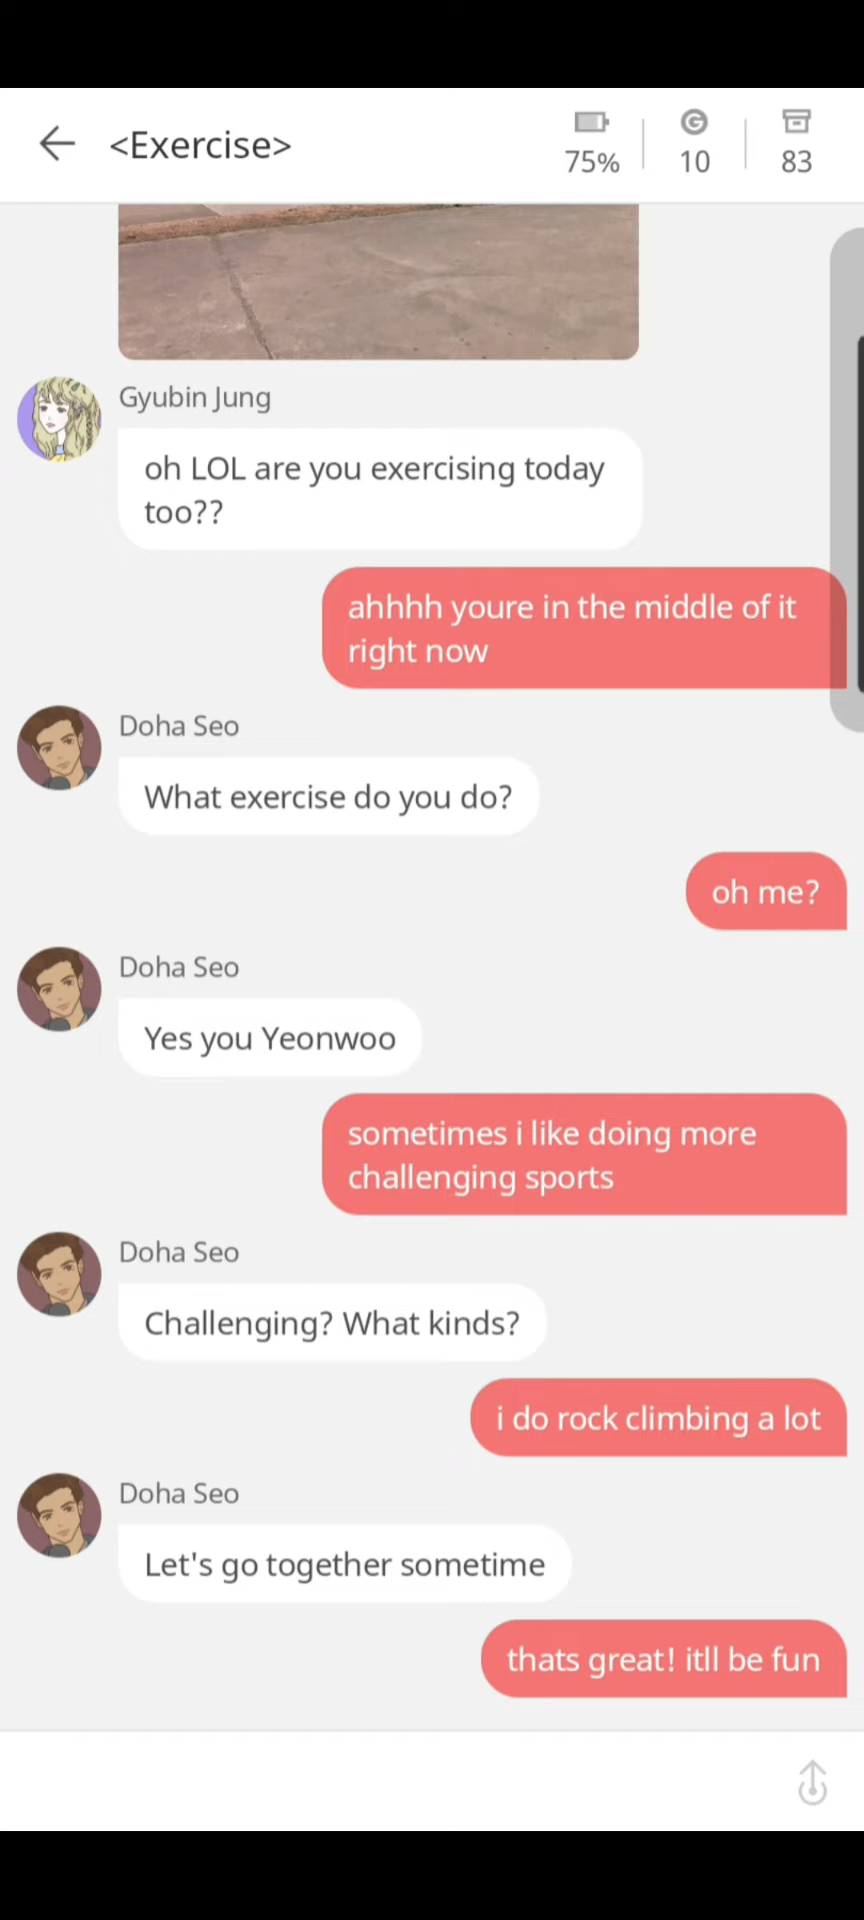 <Exercise>
75%
10
83
Gyubin Jung
oh LOL are you exercising today
too??
ahhhh youre in the middle of it
right now
Doha Seo
What exercise do you do?
oh me?
Doha Seo
Yes you Yeonwoo
sometimes i like doing more
challenging sports
Doha Seo
Challenging? What kinds?
i do rock climbing a lot
Doha Seo
Let's go together sometime
thats great! itll be fun